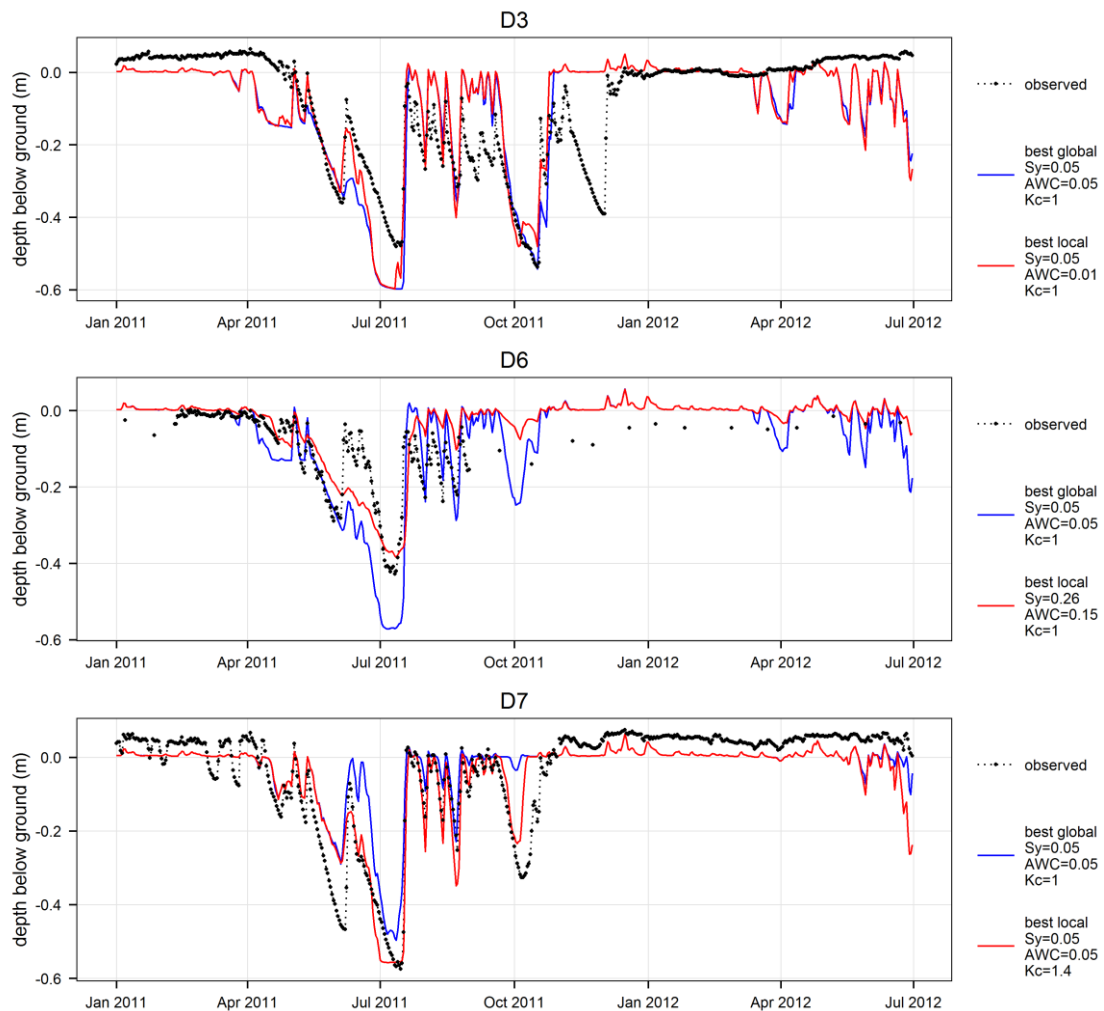 D3
depth below ground (m)
0.0
-0.2
-0.4
-0.6
Jan 2011
Apr 2011
Jul 2011
Oct 2011
Jan 2012
Apr 2012
Jul 2012
observed
best global
Sy=0.05
AWC=0.05
Kc=1
best local
Sy=0.05
AWC=0.01
Kc=1
D6
depth below ground (m)
0.0
-0.2
-0.4
-0.6
Jan 2011
Apr 2011
Jul 2011
Oct 2011
Jan 2012
Apr 2012
Jul 2012
observed
best global
Sy=0.05
AWC=0.05
Kc=1
best local
Sy=0.26
AWC=0.15
Kc=1
D7
depth below ground (m)
0.0
-0.2
-0.4
-0.6
Jan 2011
Apr 2011
Jul 2011
Oct 2011
Jan 2012
Apr 2012
Jul 2012
observed
best global
Sy=0.05
AWC=0.05
Kc=1
best local
Sy=0.05
AWC=0.05
Kc=1.4